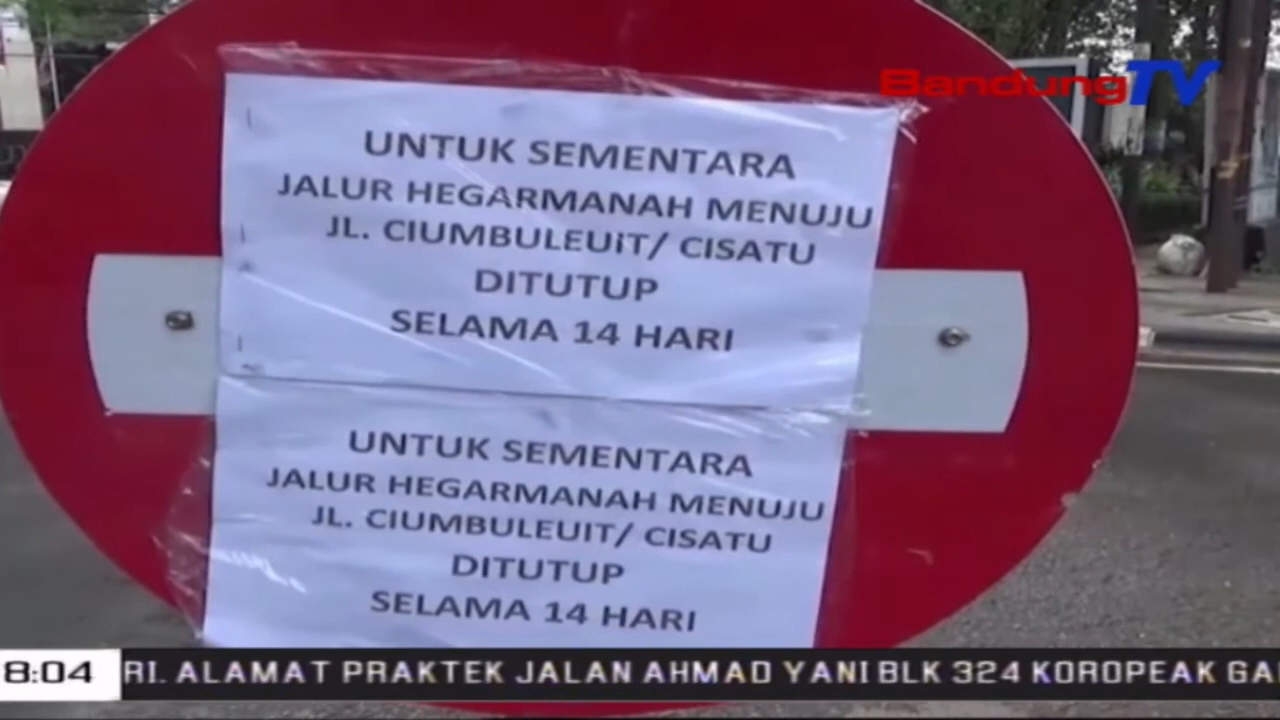 BandungTV
UNTUK SEMENTARA
JALUR HEGARMANAH MENUJU
JL. CIUMBULEUiT/ CISATU
DITUTUP
SELAMA 14 HARI
UNTUK SEMENTARA
JALUR HEGARMANAH MENUJU
JL. CIUMBULEUIT/ CISATU
DITUTUP
SELAMA 14 HARI
8:04 RI. ALAMAT PRAKTEK JALAN AHMAD YANI BLK 324 KOROPEAK GA